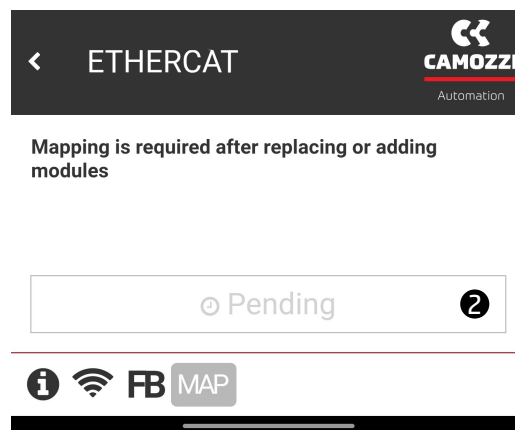 ETHERCAT
CAMOZZI
Automation
Mapping is required after replacing or adding
modules
Pending
2
FB MAP